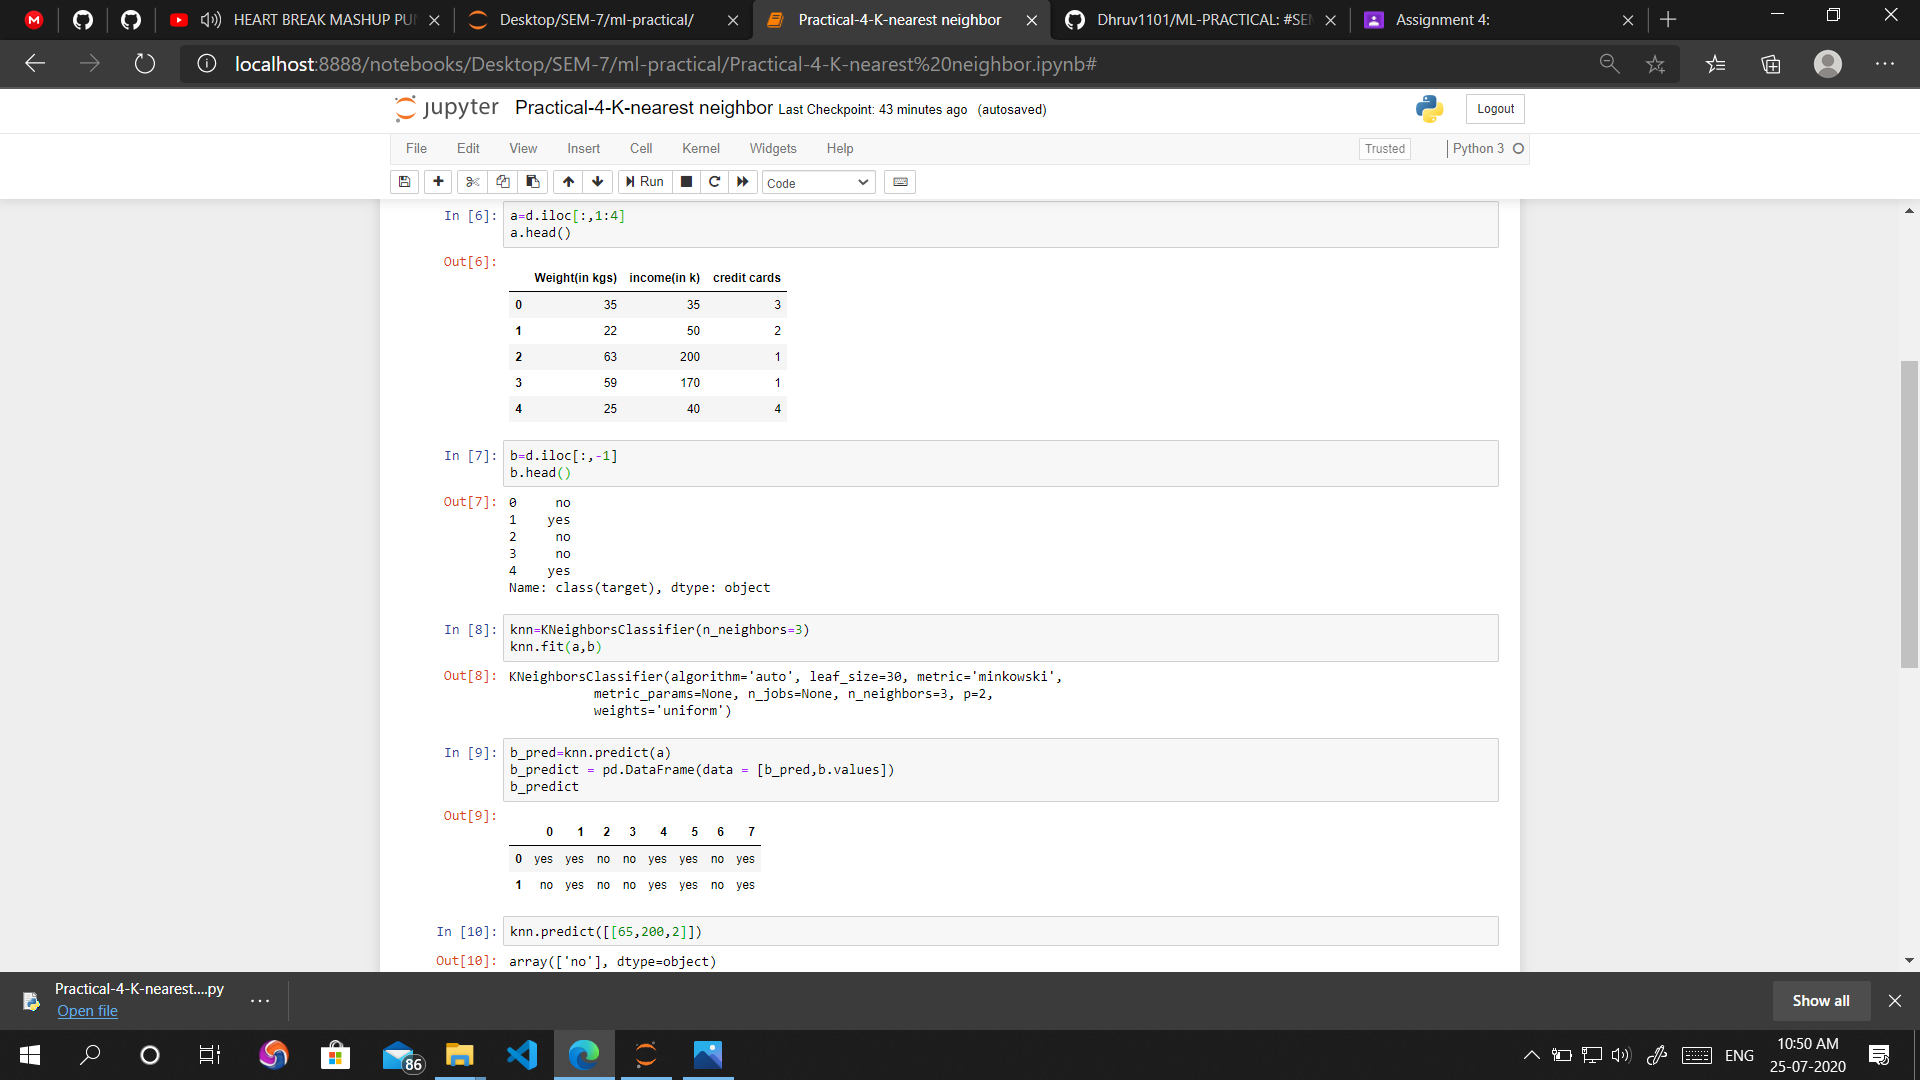 HEART BREAK MASHUP PU
Desktop/SEM-7/ml-practical/
Practical-4-K-nearest neighbor
Dhruv1101/ML-PRACTICAL: #SEM
Assignment 4:
localhost:8888/notebooks/Desktop/SEM-7/ml-practical/Practical-4-K-nearest%20neighbor.ipynb#
jupyter Practical-4-K-nearest neighbor Last Checkpoint: 43 minutes ago (autosaved)
Logout
File Edit View Insert Cell Kernel Widgets Help
Trusted
Python 3
Run
Code
In [6]: a=d.iloc[:,1:4]
a.head()
Out[6]:
Weight(in kgs) income(in k) credit cards
0 35 35 3
1 22 50 2
2 63 200 1
3 59 170 1
4 25 40 4
In [7]: b=d.iloc[:,-1]
b.head()
Out[7]: 0 no
1 yes
2 no
3 no
4 yes
Name: class(target), dtype: object
In [8]: knn=KNeighborsClassifier(n_neighbors=3)
knn.fit(a,b)
Out[8]: KNeighborsClassifier(algorithm='auto', leaf_size=30, metric='minkowski',
metric_params=None, n_jobs=None, n_neighbors=3, p=2,
weights='uniform')
In [9]: b_pred=knn.predict(a)
b_predict = pd.DataFrame(data = [b_pred,b.values])
b_predict
Out[9]:
0 1 2 3 4 5 6 7
0 yes yes no no yes yes no yes
1 no yes no no yes yes no yes
In [10]: knn.predict([[65,200,2]])
Out[10]: array(['no'], dtype=object)
Practical-4-K-nearest....py
Open file
Show all
86
ENG
10:50 AM
25-07-2020